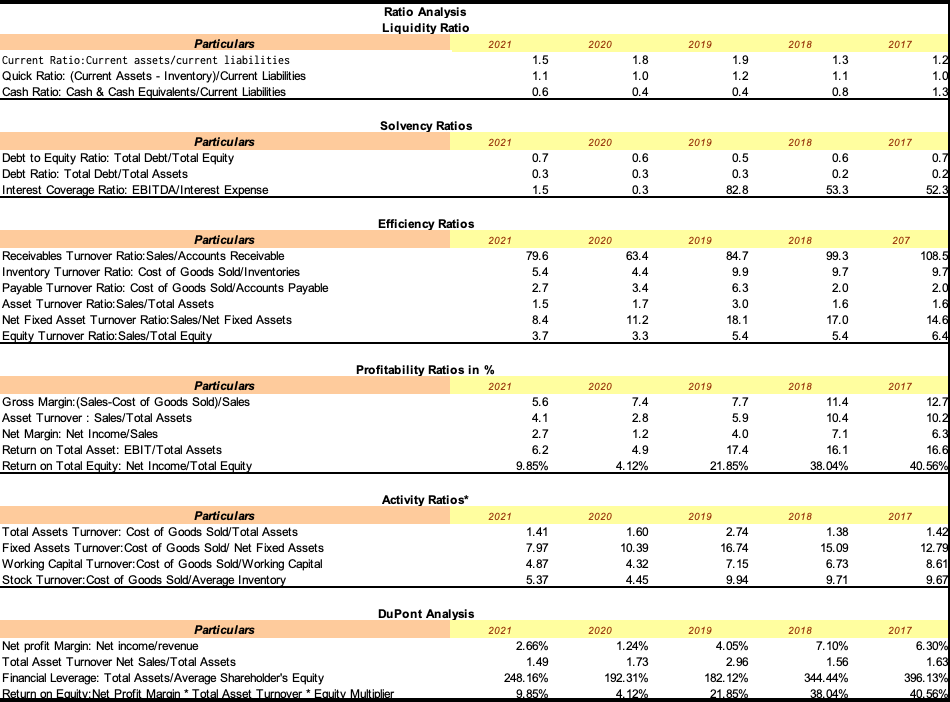 Ratio Analysis
Liquidity Ratio
Particulars 2021 2020 2019 2018 2017
Current Ratio:Current assets/current liabilities 1.5 1.8 1.9 1.3 1.2
Quick Ratio: (Current Assets - Inventory)/Current Liabilities 1.1 1.0 1.2 1.1 1.0
Cash Ratio: Cash & Cash Equivalents/Current Liabilities 0.6 0.4 0.4 0.8 1.3
Solvency Ratios
Particulars 2021 2020 2019 2018 2017
Debt to Equity Ratio: Total Debt/Total Equity 0.7 0.6 0.5 0.6 0.7
Debt Ratio: Total Debt/Total Assets 0.3 0.3 0.3 0.2 0.2
Interest Coverage Ratio: EBITDA/Interest Expense 1.5 0.3 82.8 53.3 52.3
Efficiency Ratios
Particulars 2021 2020 2019 2018 207
Receivables Turnover Ratio:Sales/Accounts Receivable 79.6 63.4 84.7 99.3 108.5
Inventory Turnover Ratio: Cost of Goods Sold/Inventories 5.4 4.4 9.9 9.7 9.7
Payable Turnover Ratio: Cost of Goods Sold/Accounts Payable 2.7 3.4 6.3 2.0 2.0
Asset Turnover Ratio:Sales/Total Assets 1.5 1.7 3.0 1.6 1.6
Net Fixed Asset Turnover Ratio:Sales/Net Fixed Assets 8.4 11.2 18.1 17.0 14.6
Equity Turnover Ratio:Sales/Total Equity 3.7 3.3 5.4 5.4 6.4
Profitability Ratios in %
Particulars 2021 2020 2019 2018 2017
Gross Margin:(Sales-Cost of Goods Sold)/Sales 5.6 7.4 7.7 11.4 12.7
Asset Turnover : Sales/Total Assets 4.1 2.8 5.9 10.4 10.2
Net Margin: Net Income/Sales 2.7 1.2 4.0 7.1 6.3
Return on Total Asset: EBIT/Total Assets 6.2 4.9 17.4 16.1 16.6
Return on Total Equity: Net Income/Total Equity 9.85% 4.12% 21.85% 38.04% 40.56%
Activity Ratios*
Particulars 2021 2020 2019 2018 2017
Total Assets Turnover: Cost of Goods Sold/Total Assets 1.41 1.60 2.74 1.38 1.42
Fixed Assets Turnover:Cost of Goods Sold/ Net Fixed Assets 7.97 10.39 16.74 15.09 12.79
Working Capital Turnover:Cost of Goods Sold/Working Capital 4.87 4.32 7.15 6.73 8.61
Stock Turnover:Cost of Goods Sold/Average Inventory 5.37 4.45 9.94 9.71 9.67
DuPont Analysis
Particulars 2021 2020 2019 2018 2017
Net profit Margin: Net income/revenue 2.66% 1.24% 4.05% 7.10% 6.30%
Total Asset Turnover Net Sales/Total Assets 1.49 1.73 2.96 1.56 1.63
Financial Leverage: Total Assets/Average Shareholder's Equity 248.16% 192.31% 182.12% 344.44% 396.13%
Return on Equity:Net Profit Margin * Total Asset Turnover * Equity Multiplier 9.85% 4.12% 21.85% 38.04% 40.56%